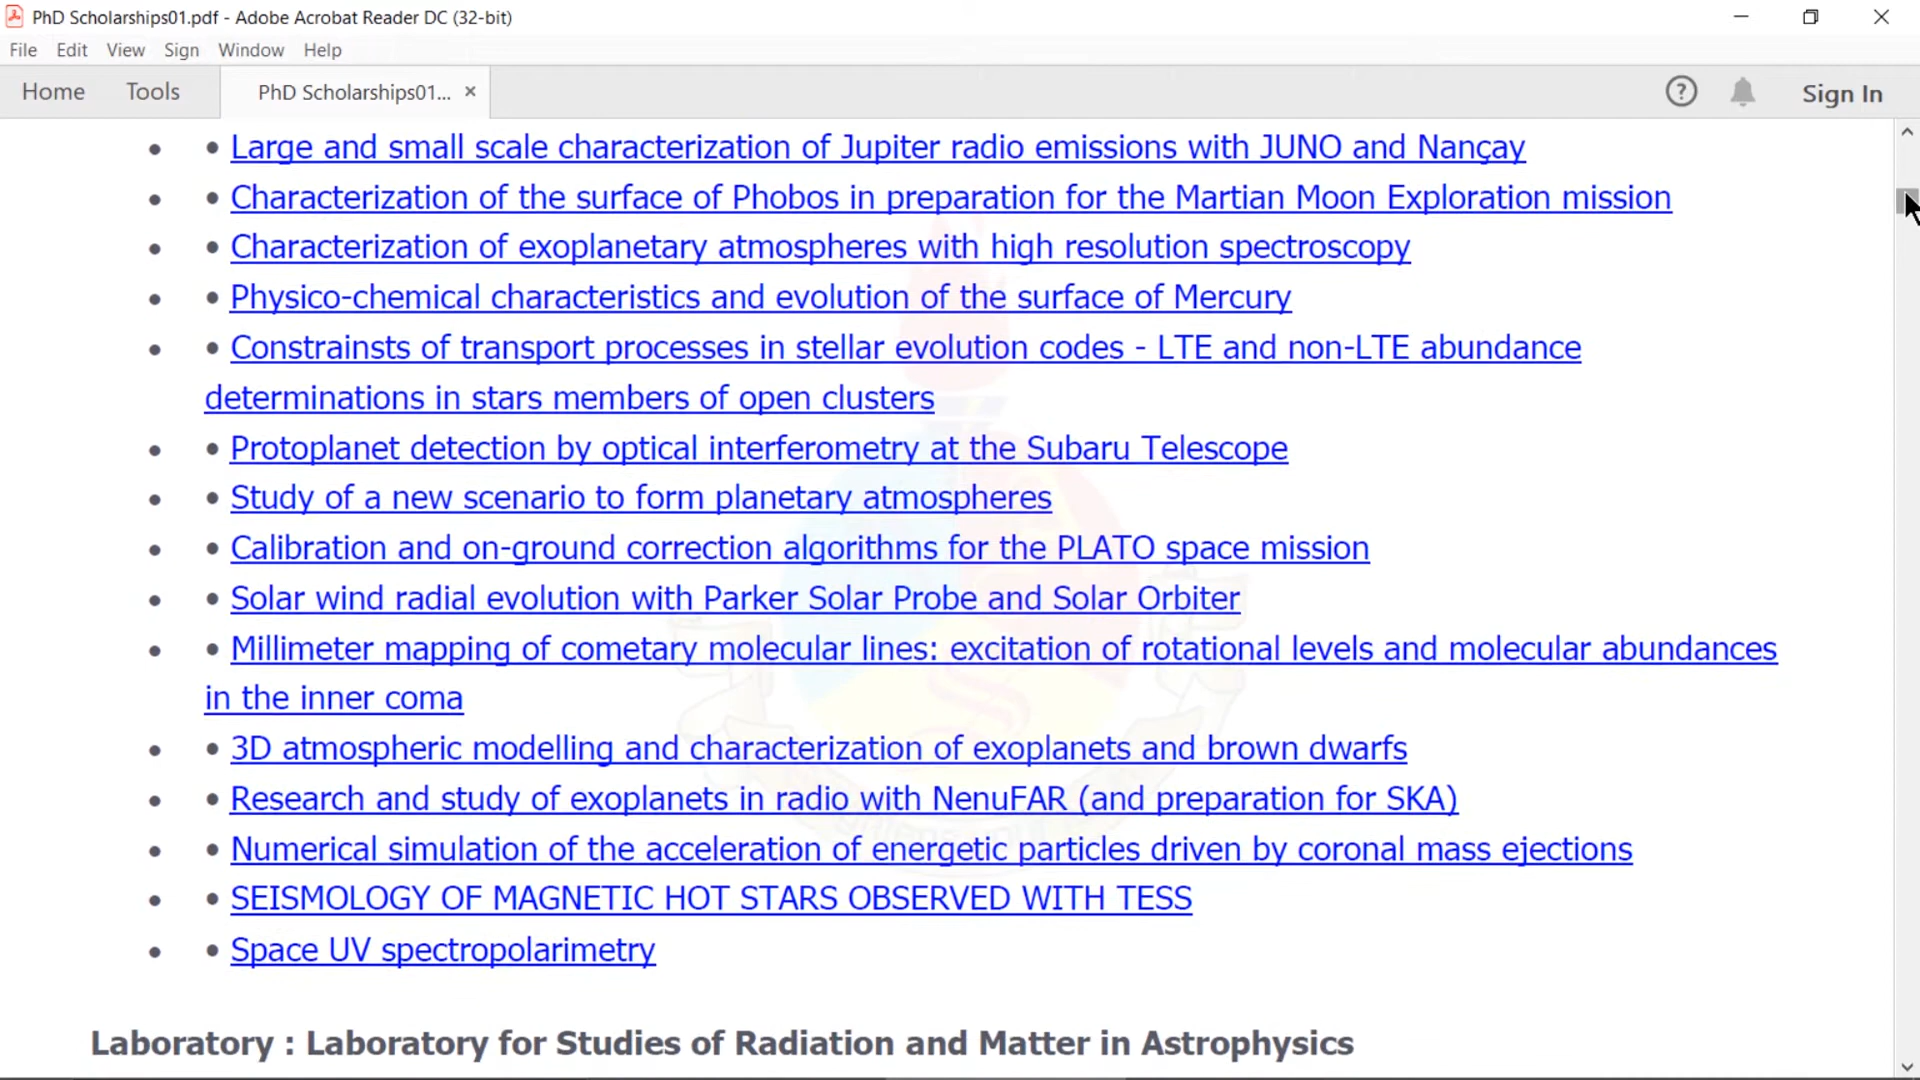 PhD Scholarships01.pdf - Adobe Acrobat Reader DC (32-bit)
File Edit View Sign Window Help
Home Tools PhD Scholarships01... × ? Sign In
• • Large and small scale characterization of Jupiter radio emissions with JUNO and Nançay
• • Characterization of the surface of Phobos in preparation for the Martian Moon Exploration mission
• • Characterization of exoplanetary atmospheres with high resolution spectroscopy
• • Physico-chemical characteristics and evolution of the surface of Mercury
• • Constrainsts of transport processes in stellar evolution codes - LTE and non-LTE abundance
determinations in stars members of open clusters
• • Protoplanet detection by optical interferometry at the Subaru Telescope
• • Study of a new scenario to form planetary atmospheres
• • Calibration and on-ground correction algorithms for the PLATO space mission
• • Solar wind radial evolution with Parker Solar Probe and Solar Orbiter
• • Millimeter mapping of cometary molecular lines: excitation of rotational levels and molecular abundances
in the inner coma
• • 3D atmospheric modelling and characterization of exoplanets and brown dwarfs
• • Research and study of exoplanets in radio with NenuFAR (and preparation for SKA)
• • Numerical simulation of the acceleration of energetic particles driven by coronal mass ejections
• • SEISMOLOGY OF MAGNETIC HOT STARS OBSERVED WITH TESS
• • Space UV spectropolarimetry
Laboratory : Laboratory for Studies of Radiation and Matter in Astrophysics